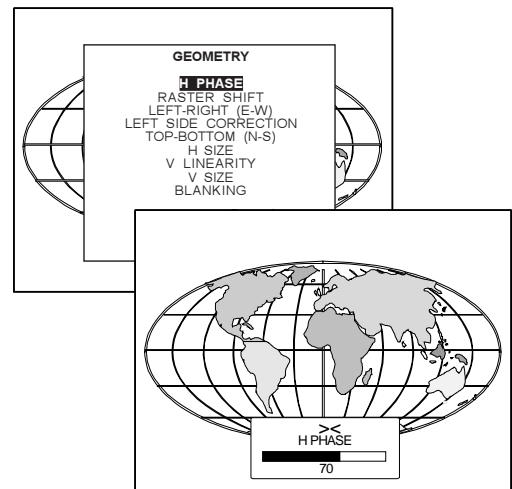 GEOMETRY
H PHASE
RASTER SHIFT
LEFT-RIGHT (E-W)
LEFT SIDE CORRECTION
TOP-BOTTOM (N-S)
H SIZE
V LINEARITY
V SIZE
BLANKING
><
H PHASE
70